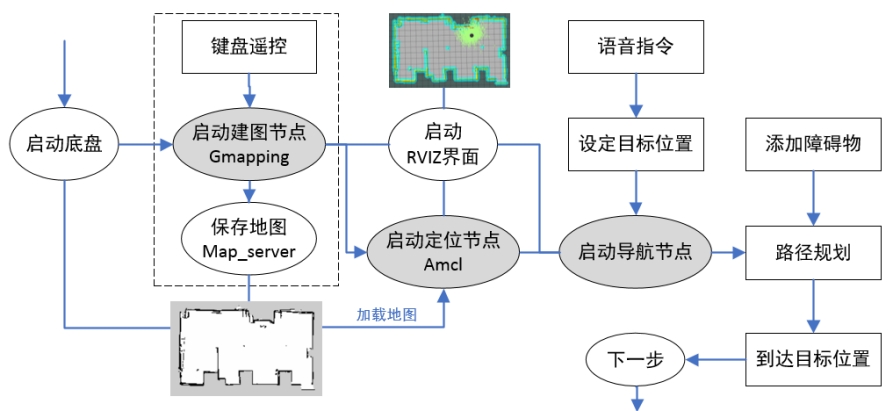 键盘遥控
语音指令
启动底盘
启动建图节点
Gmapping
启动
RVIZ界面
设定目标位置
添加障碍物
保存地图
Map_server
启动定位节点
Amcl
启动导航节点
路径规划
加载地图
下一步
到达目标位置